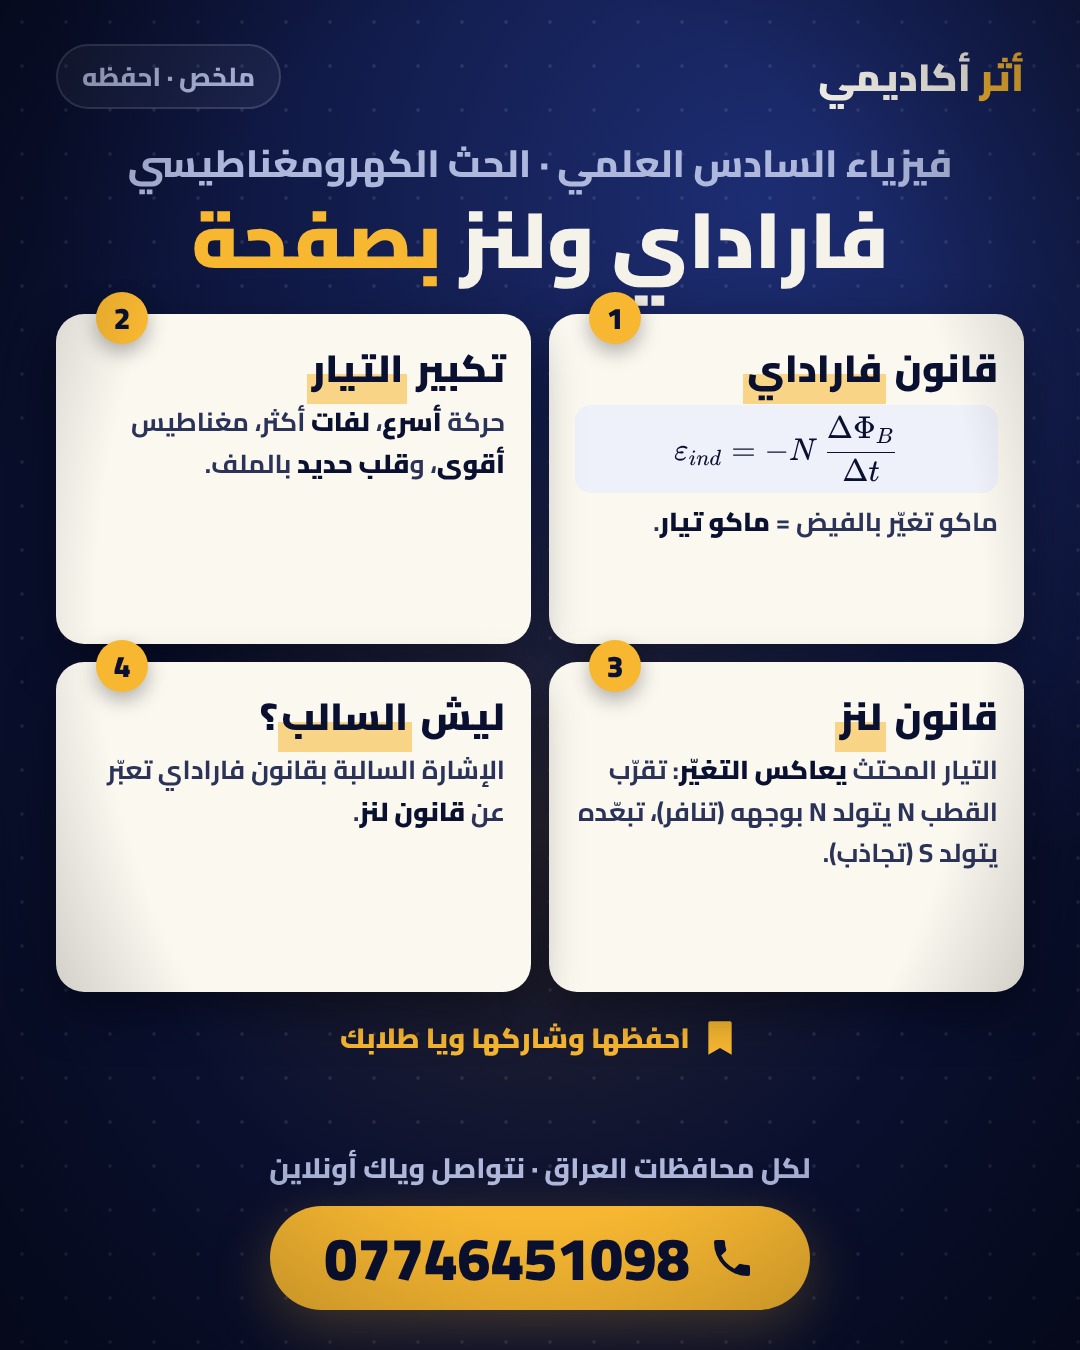 أثر أكاديمي
ملخص · احفظه
فيزياء السادس العلمي · الحث الكهرومغناطيسي
فاراداي ولنز بصفحة
1
قانون فاراداي
ε_ind = −N ΔΦ_B / Δt
ماكو تغيّر بالفيض = ماكو تيار.
2
تكبير التيار
حركة أسرع، لفات أكثر، مغناطيس
أقوى، وقلب حديد بالملف.
3
قانون لنز
التيار المحتث يعاكس التغيّر: تقرّب
القطب N يتولد N بوجهه (تنافر)، تبعّده
يتولد S (تجاذب).
4
ليش السالب؟
الإشارة السالبة بقانون فاراداي تعبّر
عن قانون لنز.
احفظها وشاركها ويا طلابك
لكل محافظات العراق · نتواصل وياك أونلاين
07746451098